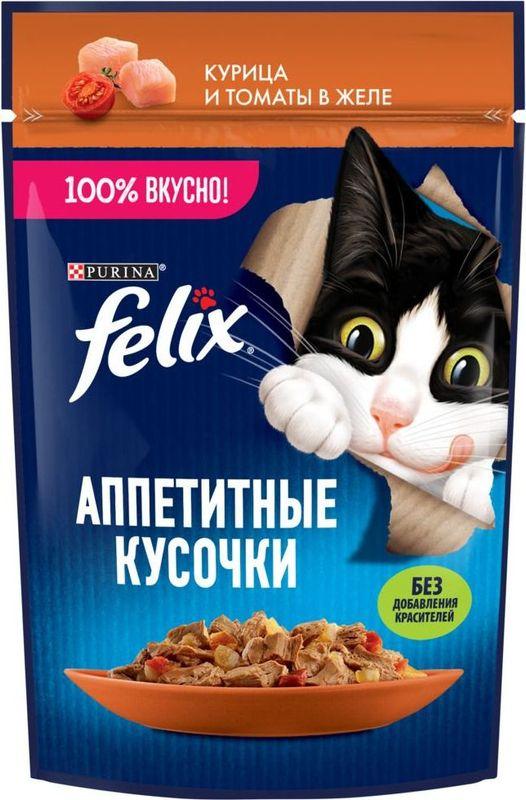 КУРИЦА
И ТОМАТЫ В ЖЕЛЕ
100% ВКУСНО!
PURINA®
felix®
АППЕТИТНЫЕ
КУСОЧКИ
БЕЗ
ДОБАВЛЕНИЯ
КРАСИТЕЛЕЙ